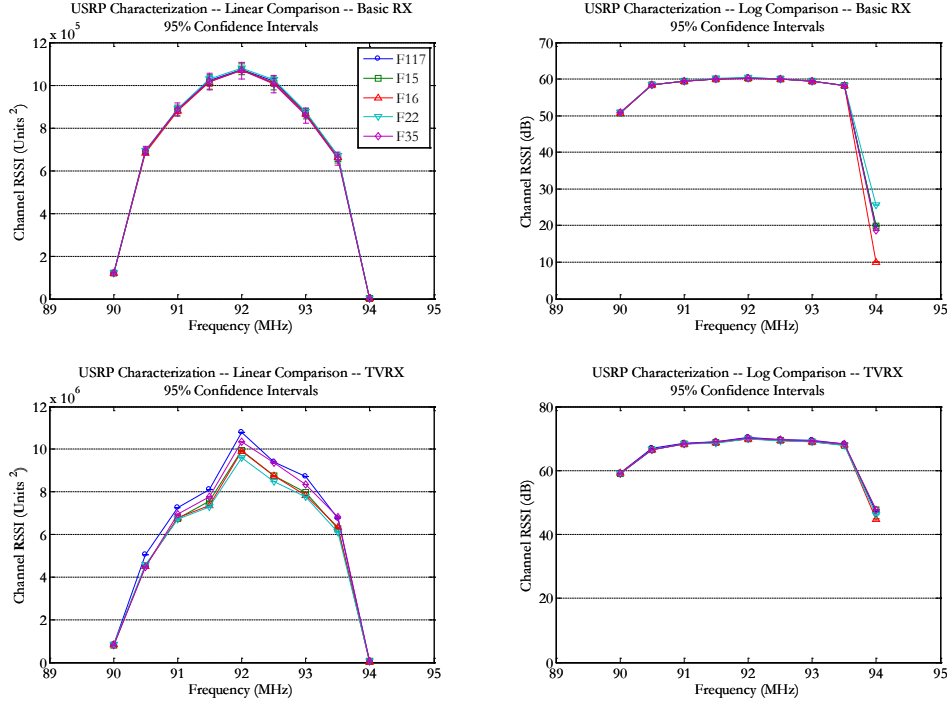 USRP Characterization -- Linear Comparison -- Basic RX
95% Confidence Intervals
12 x 10^5
10
8
6
4
2
0
89 90 91 92 93 94 95
Channel RSSI (Units ^2)
Frequency (MHz)
F117
F15
F16
F22
F35
USRP Characterization -- Log Comparison -- Basic RX
95% Confidence Intervals
70
60
50
40
30
20
10
0
89 90 91 92 93 94 95
Channel RSSI (dB)
Frequency (MHz)
USRP Characterization -- Linear Comparison -- TVRX
95% Confidence Intervals
12 x 10^6
10
8
6
4
2
0
89 90 91 92 93 94 95
Channel RSSI (Units ^2)
Frequency (MHz)
USRP Characterization -- Log Comparison -- TVRX
95% Confidence Intervals
80
60
40
20
0
89 90 91 92 93 94 95
Channel RSSI (dB)
Frequency (MHz)